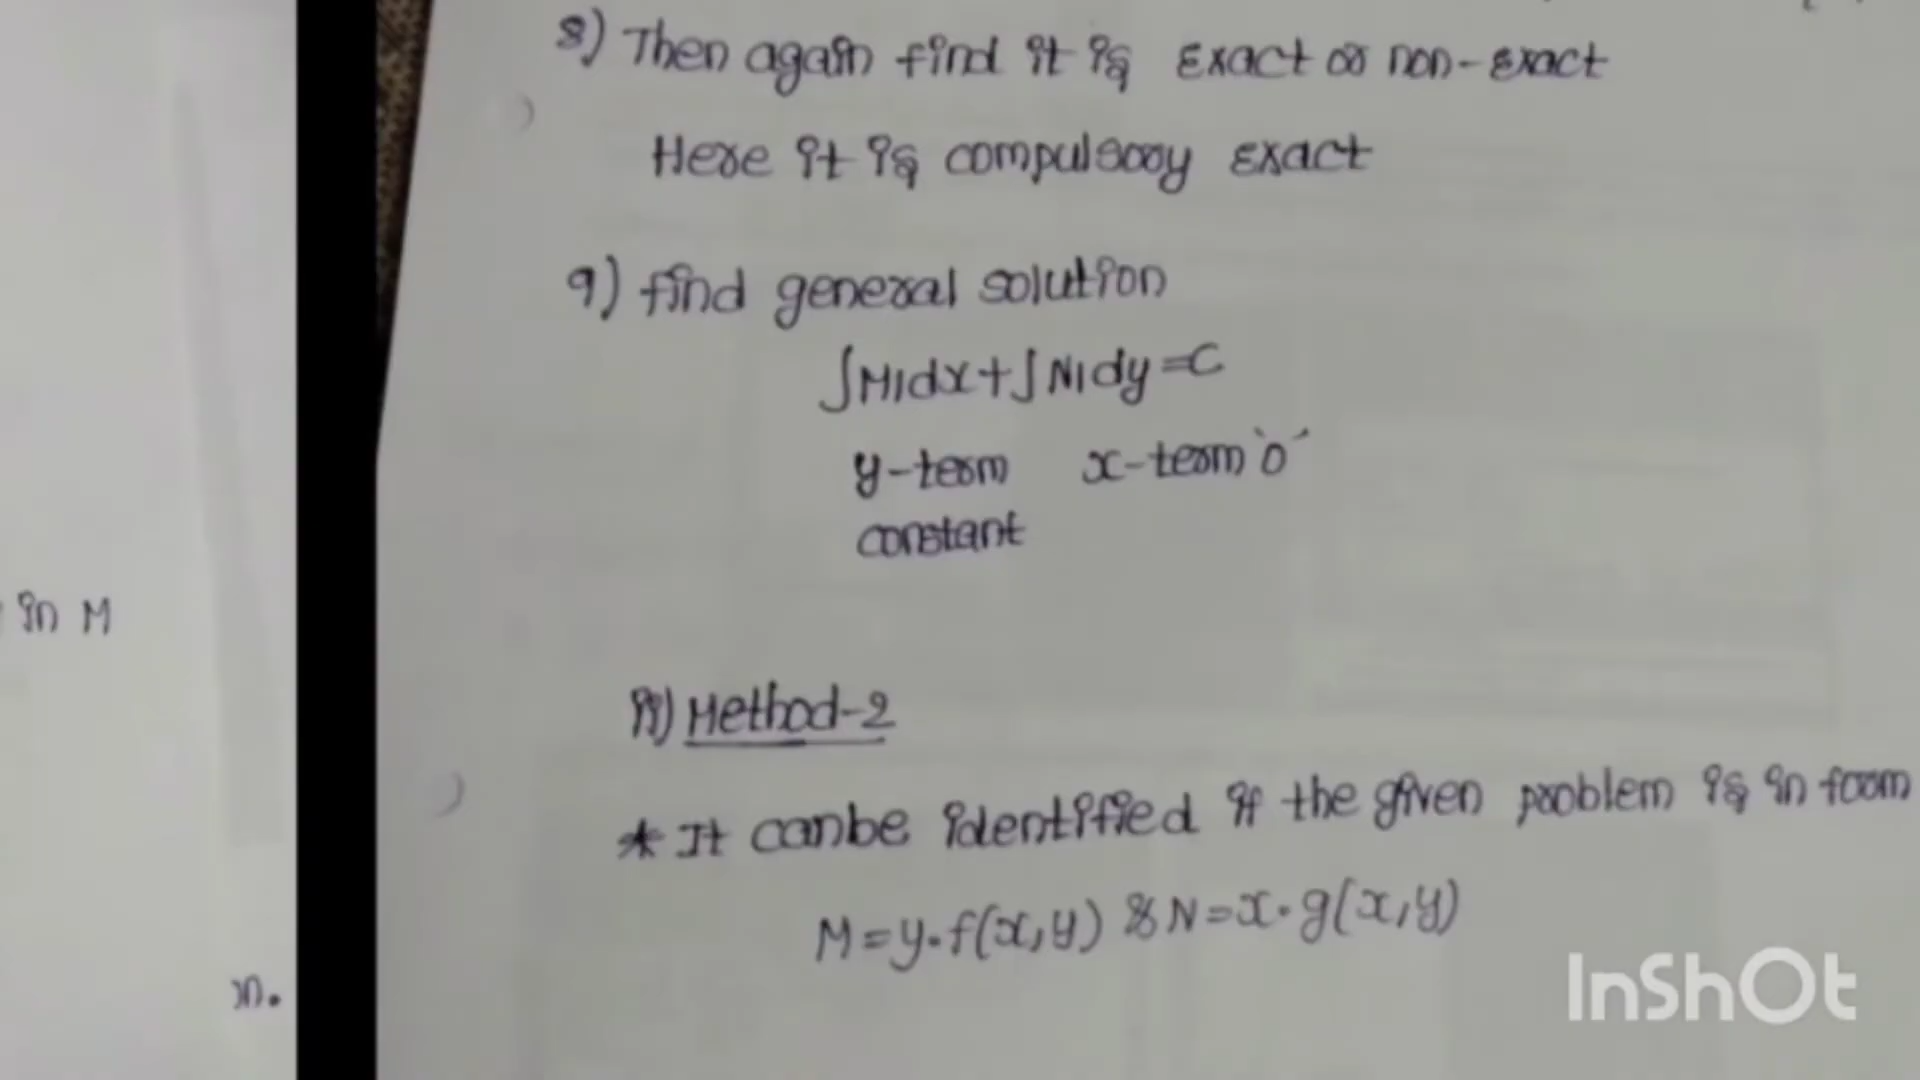 in M
n.
8) Then again find it is Exact or non-exact
Here it is compulsory exact
9) find general solution
∫M1dx+∫N1dy=C
y-term x-term '0'
constant
ii) Method-2
* It canbe identified if the given problem is in form
M=y.f(x,y) & N=x.g(x,y)
InShOt